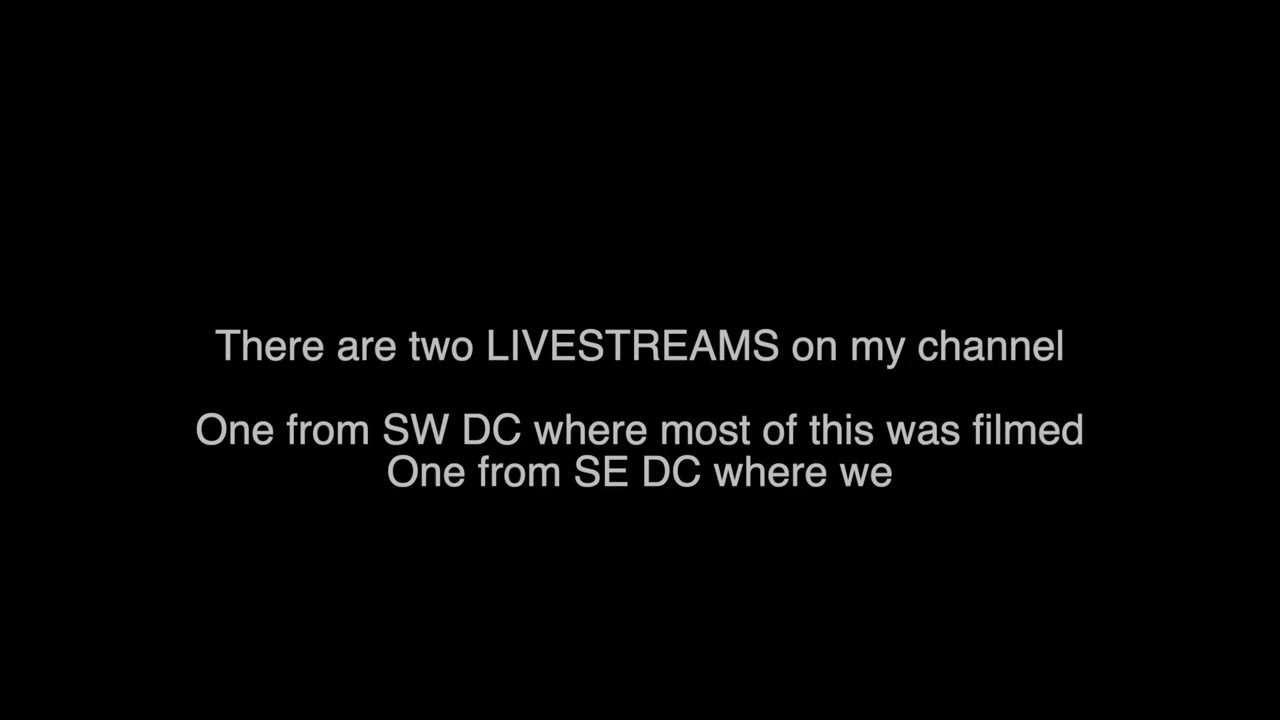 There are two LIVESTREAMS on my channel
One from SW DC where most of this was filmed
One from SE DC where we